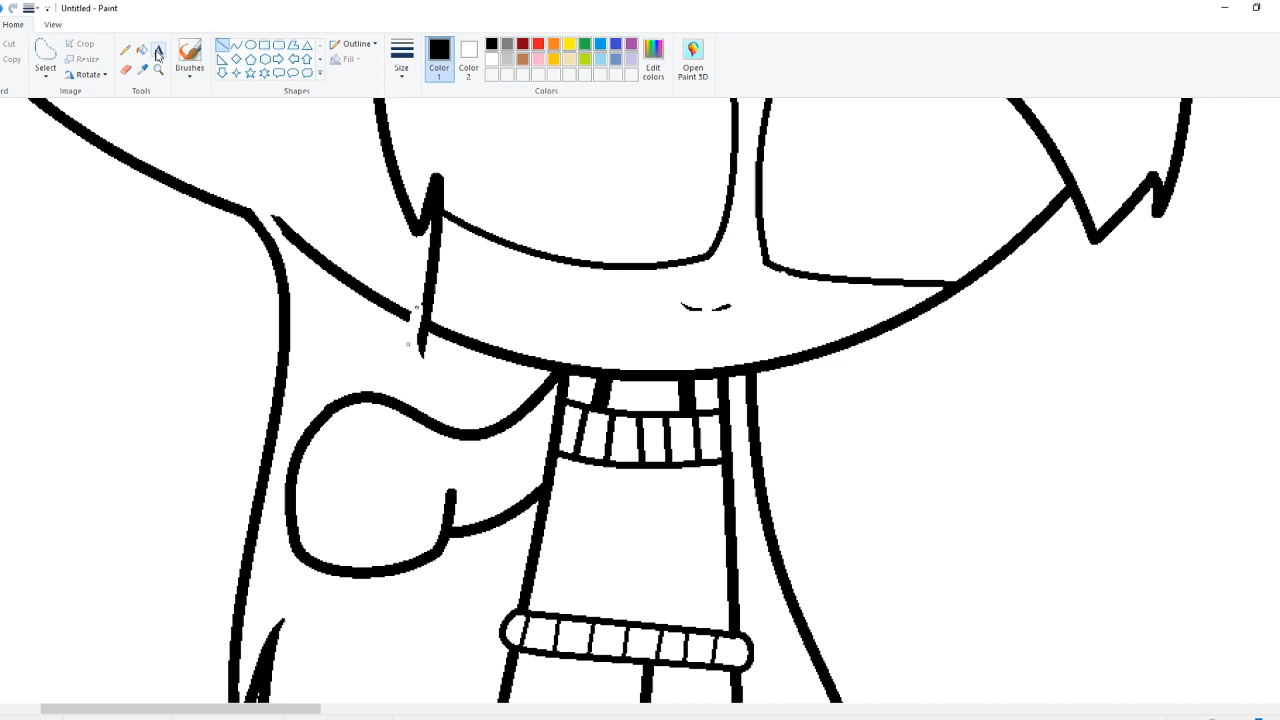 Untitled - Paint
Home View
Cut Crop Outline
Copy Resize Fill
Select Rotate Brushes Size Color 1 Color 2 Edit colors Open Paint 3D
rd Image Tools Shapes Colors